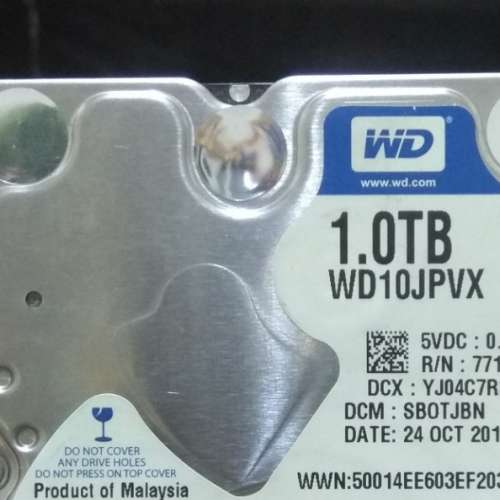 WD
www.wd.com
1.0TB
WD10JPVX
5VDC : 0.
R/N : 771
DCX : YJ04C7R
DCM : SBOTJBN
DATE: 24 OCT 201
WWN:50014EE603EF20
DO NOT COVER
ANY DRIVE HOLES
DO NOT PRESS ON TOP COVER
Product of Malaysia